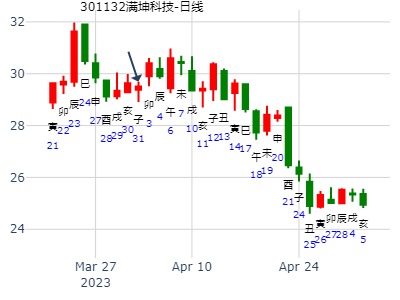 301132满坤科技-日线
32
30
28
26
24
寅
21
卯
22
辰
23
巳
24
申
27
酉
28
戌
29
亥
30
子
31
卯
3
辰
4
午
6
未
7
戌
10
亥
11
子
12
丑
13
寅
14
巳
17
午
18
未
19
申
20
酉
21
子
24
丑
25
寅
26
卯
27
辰
28
戌
4
亥
5
Mar 27
2023
Apr 10
Apr 24